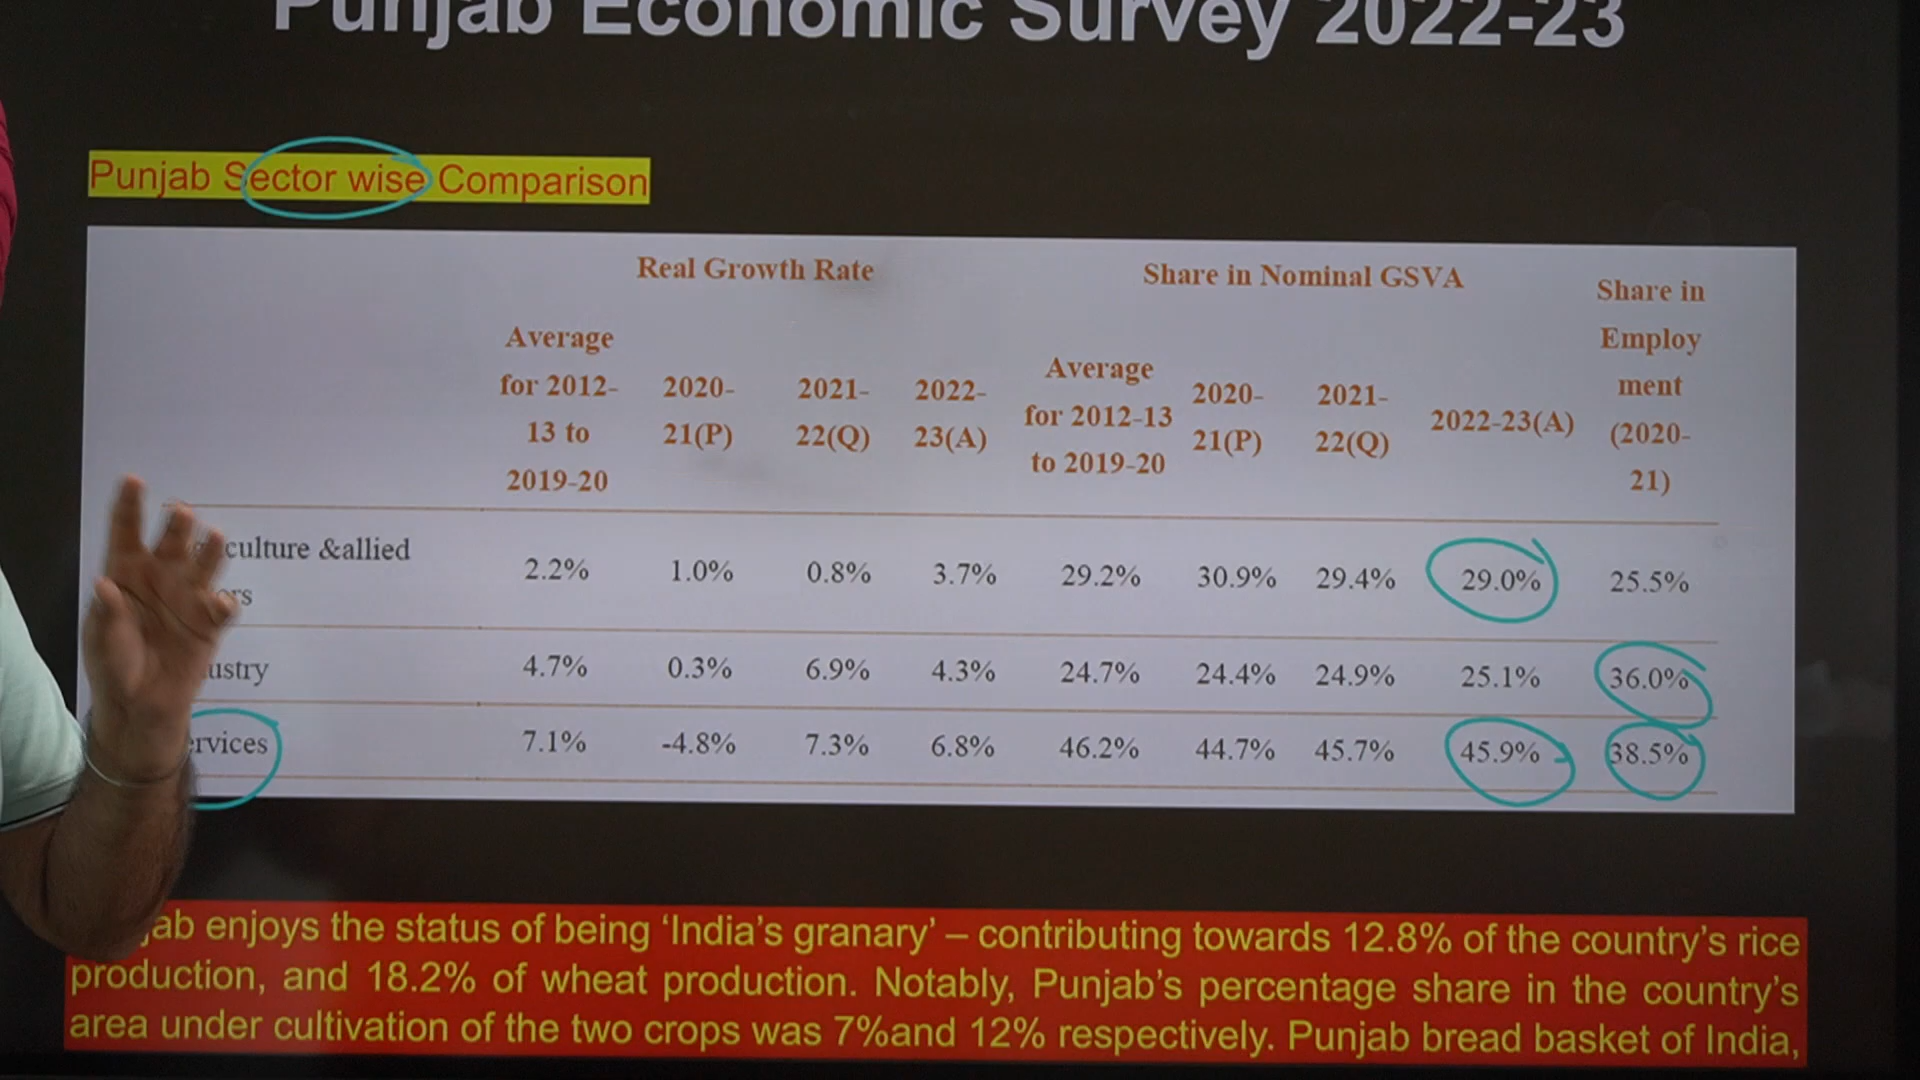 Punjab Economic Survey 2022-23
Punjab Sector wise Comparison
Real Growth Rate Share in Nominal GSVA Share in Employ ment (2020-21)
Average for 2012-13 to 2019-20 2020-21(P) 2021-22(Q) 2022-23(A) Average for 2012-13 to 2019-20 2020-21(P) 2021-22(Q) 2022-23(A)
culture &allied
rs 2.2% 1.0% 0.8% 3.7% 29.2% 30.9% 29.4% 29.0% 25.5%
ustry 4.7% 0.3% 6.9% 4.3% 24.7% 24.4% 24.9% 25.1% 36.0%
rvices 7.1% -4.8% 7.3% 6.8% 46.2% 44.7% 45.7% 45.9% 38.5%
ab enjoys the status of being ‘India’s granary’ – contributing towards 12.8% of the country’s rice
production, and 18.2% of wheat production. Notably, Punjab’s percentage share in the country’s
area under cultivation of the two crops was 7%and 12% respectively. Punjab bread basket of India,